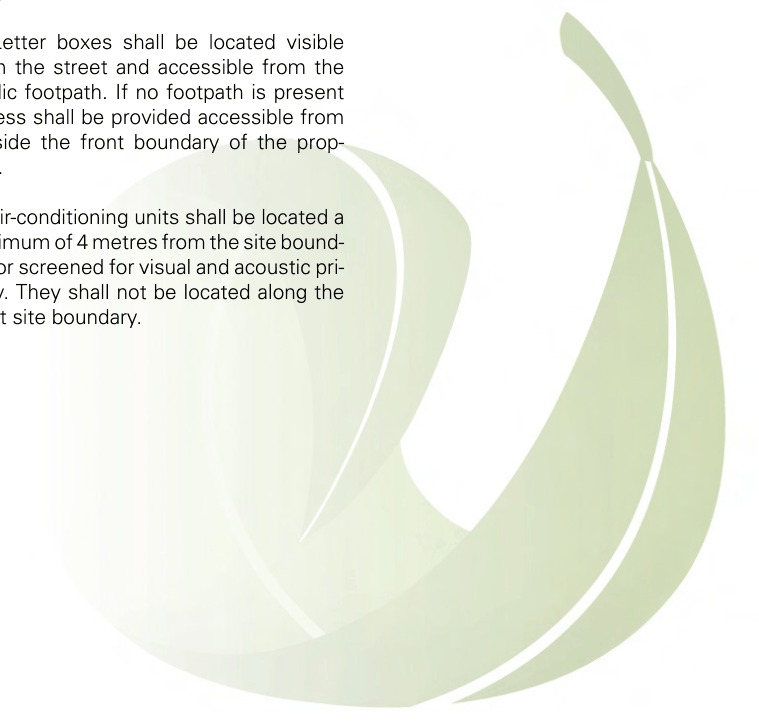 etter boxes shall be located visible
the street and accessible from the
lic footpath. If no footpath is present
ess shall be provided accessible from
side the front boundary of the prop-
.
ir-conditioning units shall be located a
imum of 4 metres from the site bound-
or screened for visual and acoustic pri-
y. They shall not be located along the
t site boundary.